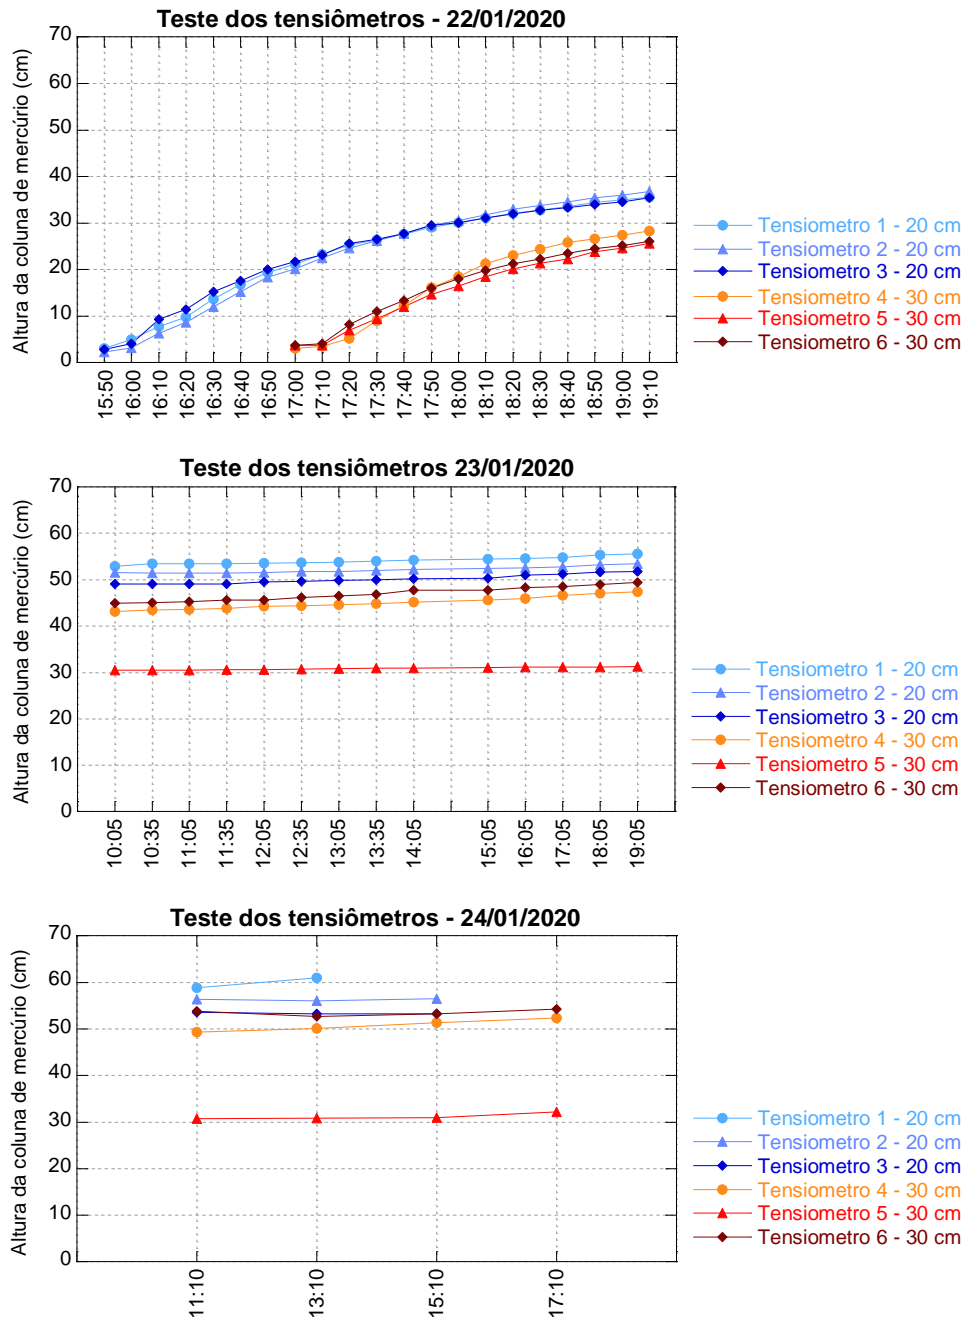 Teste dos tensiômetros - 22/01/2020
Altura da coluna de mercúrio (cm)
70
60
50
40
30
20
10
0
15:50
16:00
16:10
16:20
16:30
16:40
16:50
17:00
17:10
17:20
17:30
17:40
17:50
18:00
18:10
18:20
18:30
18:40
18:50
19:00
19:10
Tensiometro 1 - 20 cm
Tensiometro 2 - 20 cm
Tensiometro 3 - 20 cm
Tensiometro 4 - 30 cm
Tensiometro 5 - 30 cm
Tensiometro 6 - 30 cm
Teste dos tensiômetros 23/01/2020
Altura da coluna de mercúrio (cm)
70
60
50
40
30
20
10
0
10:05
10:35
11:05
11:35
12:05
12:35
13:05
13:35
14:05
15:05
16:05
17:05
18:05
19:05
Tensiometro 1 - 20 cm
Tensiometro 2 - 20 cm
Tensiometro 3 - 20 cm
Tensiometro 4 - 30 cm
Tensiometro 5 - 30 cm
Tensiometro 6 - 30 cm
Teste dos tensiômetros - 24/01/2020
Altura da coluna de mercúrio (cm)
70
60
50
40
30
20
10
0
11:10
13:10
15:10
17:10
Tensiometro 1 - 20 cm
Tensiometro 2 - 20 cm
Tensiometro 3 - 20 cm
Tensiometro 4 - 30 cm
Tensiometro 5 - 30 cm
Tensiometro 6 - 30 cm